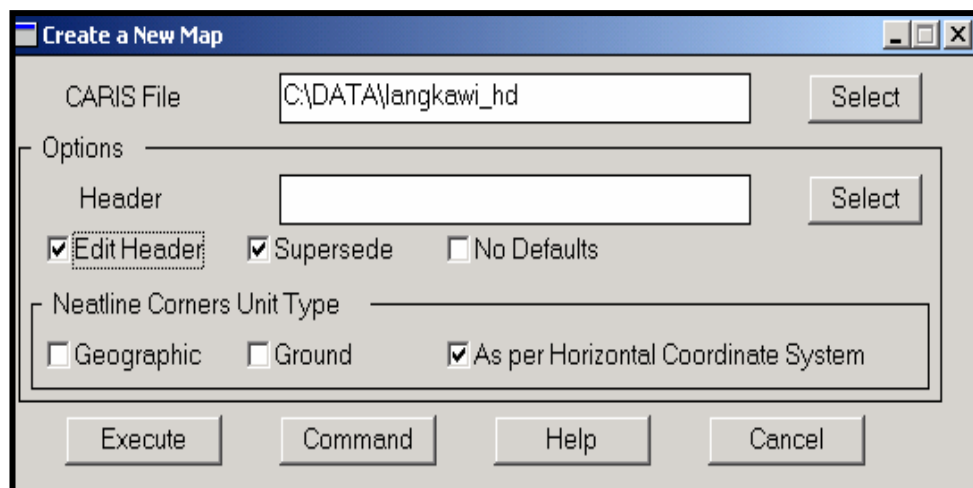 Create a New Map
CARIS File C:\DATA\langkawi_hd Select
Options
Header Select
Edit Header Supersede No Defaults
Neatline Corners Unit Type
Geographic Ground As per Horizontal Coordinate System
Execute Command Help Cancel